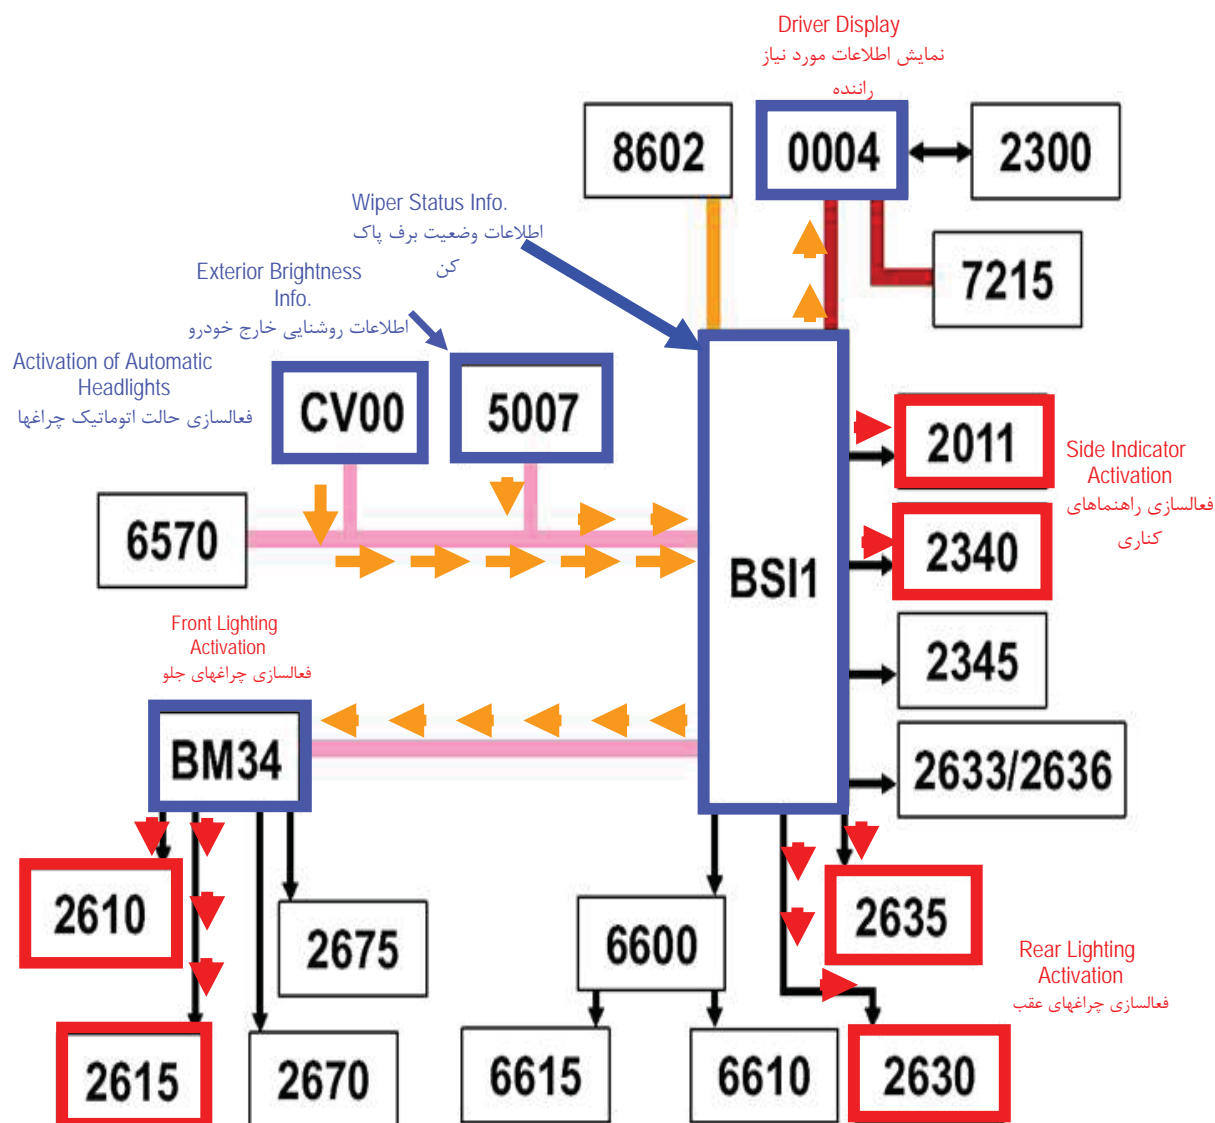 Driver Display
نمایش اطلاعات مورد نیاز
راننده
8602
0004
2300
Wiper Status Info.
اطلاعات وضعیت برف پاک
کن
7215
Exterior Brightness
Info.
اطلاعات روشنایی خارج خودرو
Activation of Automatic
Headlights
فعالسازی حالت اتوماتیک چراغها
CV00
5007
2011
Side Indicator
Activation
فعالسازی راهنماهای
کناری
6570
BSI1
2340
2345
Front Lighting
Activation
فعالسازی چراغهای جلو
BM34
2633/2636
2610
2675
6600
2635
Rear Lighting
Activation
فعالسازی چراغهای عقب
2615
2670
6615
6610
2630